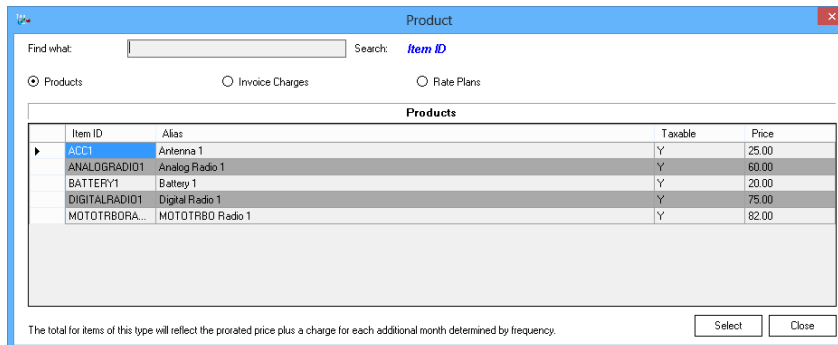 Product
Find what: Search: Item ID
Products Invoice Charges Rate Plans
Products
Item ID Alias Taxable Price
ACC1 Antenna 1 Y 25.00
ANALOGRADIO1 Analog Radio 1 Y 60.00
BATTERY1 Battery 1 Y 20.00
DIGITALRADIO1 Digital Radio 1 Y 75.00
MOTOTRBORA... MOTOTRBO Radio 1 Y 82.00
The total for items of this type will reflect the prorated price plus a charge for each additional month determined by frequency. Select Close